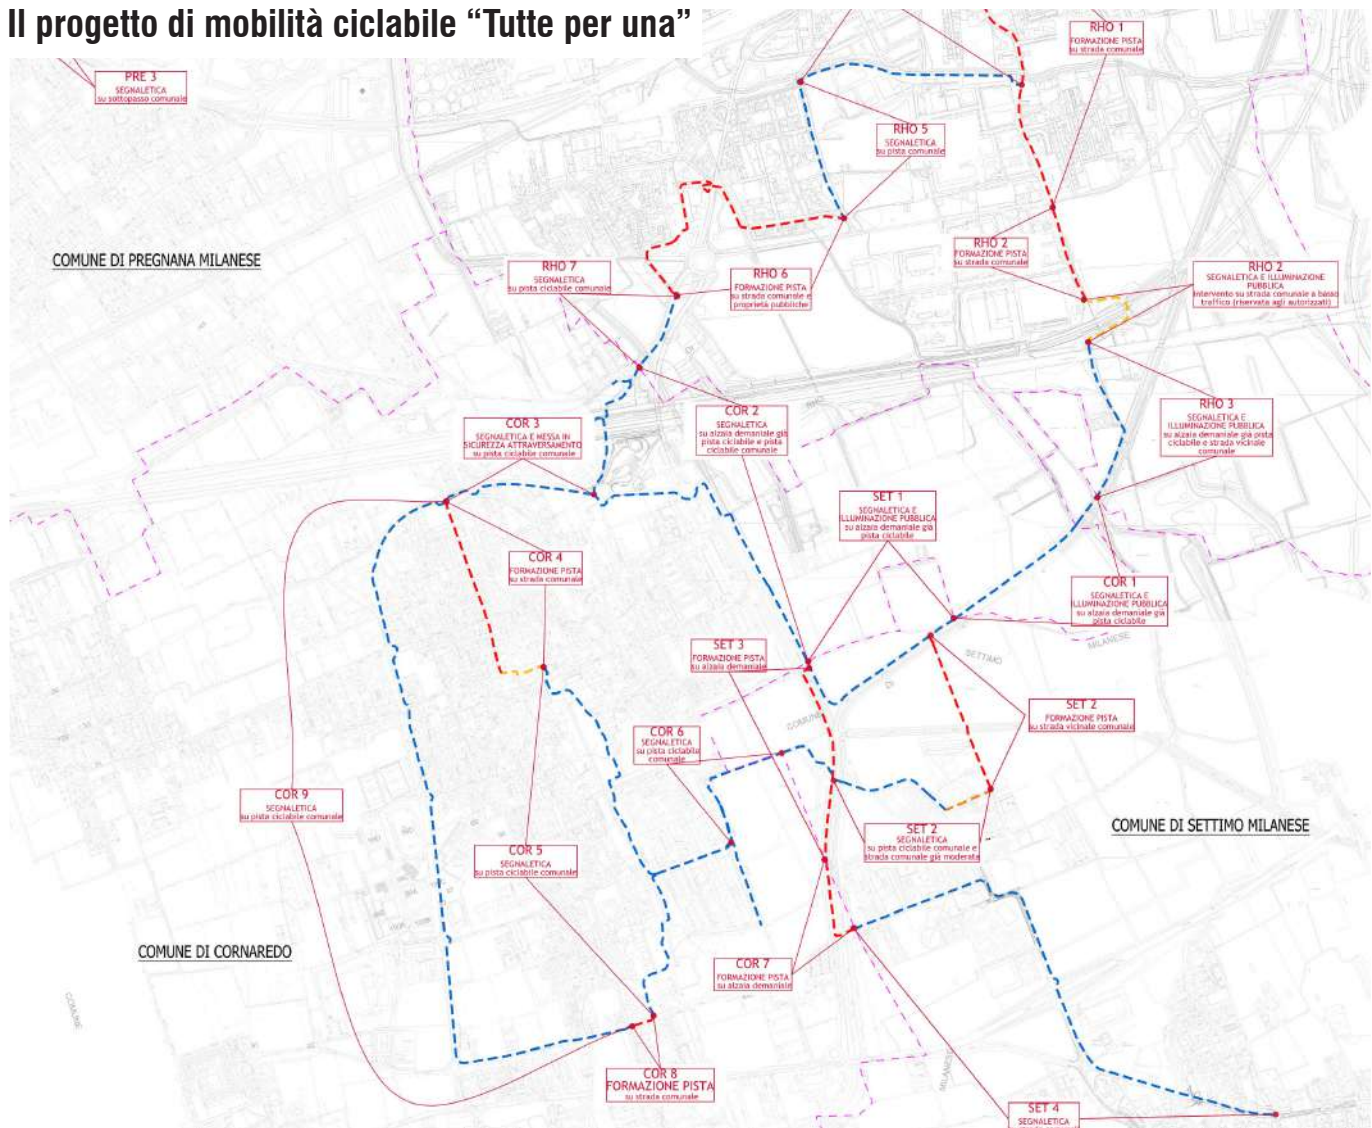 Il progetto di mobilità ciclabile “Tutte per una”
PRE 3
SEGNALETICA
su sottopasso comunale
RHO 1
FORMAZIONE PISTA
su strada comunale
RHO 5
SEGNALETICA
su pista comunale
COMUNE DI PREGNANA MILANESE
RHO 7
SEGNALETICA
su pista ciclabile comunale
RHO 6
FORMAZIONE PISTA
su strada comunale e
proprietà pubbliche
RHO 2
FORMAZIONE PISTA
su strada comunale
RHO 2
SEGNALETICA E ILLUMINAZIONE
PUBBLICA
intervento su strada comunale a basso
traffico (riservata agli autorizzati)
DI
RHO
COR 3
SEGNALETICA E MESSA IN
SICUREZZA ATTRAVERSAMENTO
su pista ciclabile comunale
COR 2
SEGNALETICA
su alzaia demaniale già
pista ciclabile e pista
ciclabile comunale
RHO 3
SEGNALETICA E
ILLUMINAZIONE PUBBLICA
su alzaia demaniale già pista
ciclabile e strada vicinale
comunale
SET 1
SEGNALETICA E
ILLUMINAZIONE PUBBLICA
su alzaia demaniale già
pista ciclabile
COR 4
FORMAZIONE PISTA
su strada comunale
COR 1
SEGNALETICA E
ILLUMINAZIONE PUBBLICA
su alzaia demaniale già
pista ciclabile
SET 3
FORMAZIONE PISTA
su alzaia demaniale
MILANESE
SETTIMO
DI
COMUNE
SET 2
FORMAZIONE PISTA
su strada vicinale comunale
COR 6
SEGNALETICA
su pista ciclabile
comunale
COR 9
SEGNALETICA
su pista ciclabile comunale
SET 2
SEGNALETICA
su pista ciclabile comunale e
strada comunale già moderata
COMUNE DI SETTIMO MILANESE
COR 5
SEGNALETICA
su pista ciclabile comunale
COMUNE DI CORNAREDO
COR 7
FORMAZIONE PISTA
su alzaia demaniale
COMUNE
COR 8
FORMAZIONE PISTA
su strada comunale
MILANESE
SET 4
SEGNALETICA